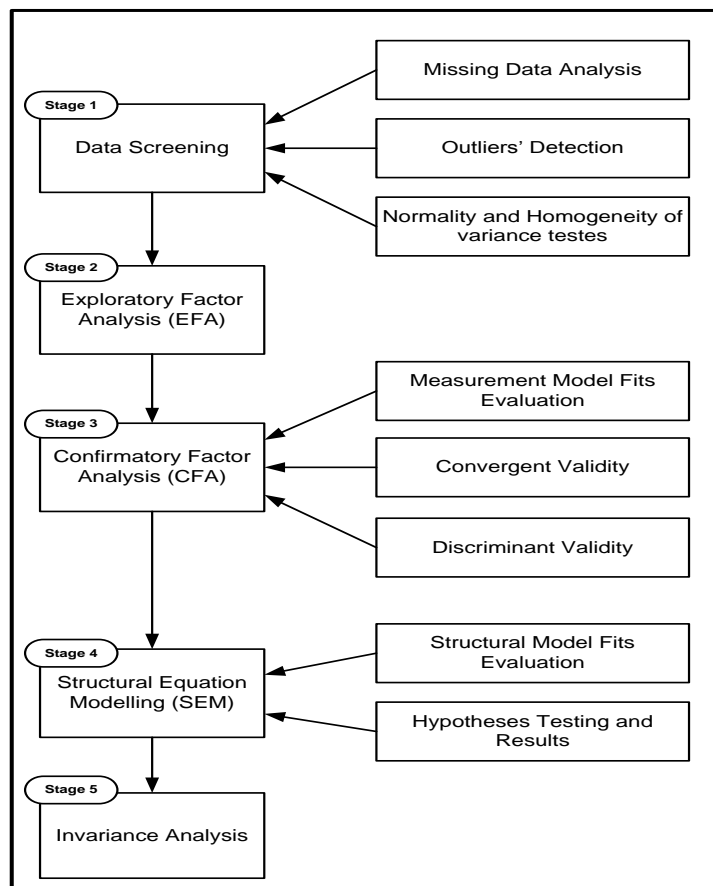 Missing Data Analysis
Stage 1
Data Screening
Outliers' Detection
Normality and Homogeneity of
variance testes
Stage 2
Exploratory Factor
Analysis (EFA)
Measurement Model Fits
Evaluation
Stage 3
Confirmatory Factor
Analysis (CFA)
Convergent Validity
Discriminant Validity
Stage 4
Structural Equation
Modelling (SEM)
Structural Model Fits
Evaluation
Hypotheses Testing and
Results
Stage 5
Invariance Analysis